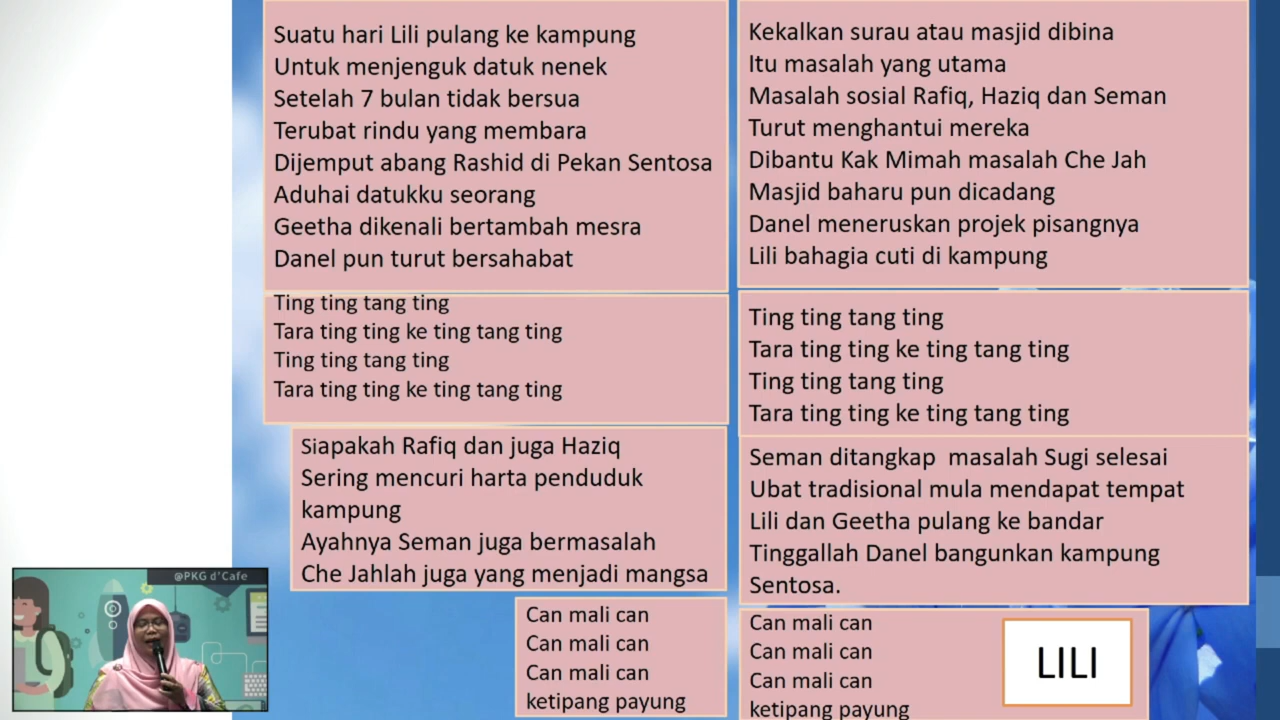 Suatu hari Lili pulang ke kampung
Untuk menjenguk datuk nenek
Setelah 7 bulan tidak bersua
Terubat rindu yang membara
Dijemput abang Rashid di Pekan Sentosa
Aduhai datukku seorang
Geetha dikenali bertambah mesra
Danel pun turut bersahabat
Ting ting tang ting
Tara ting ting ke ting tang ting
Ting ting tang ting
Tara ting ting ke ting tang ting
Siapakah Rafiq dan juga Haziq
Sering mencuri harta penduduk
kampung
Ayahnya Seman juga bermasalah
Che Jahlah juga yang menjadi mangsa
Can mali can
Can mali can
Can mali can
ketipang payung
Kekalkan surau atau masjid dibina
Itu masalah yang utama
Masalah sosial Rafiq, Haziq dan Seman
Turut menghantui mereka
Dibantu Kak Mimah masalah Che Jah
Masjid baharu pun dicadang
Danel meneruskan projek pisangnya
Lili bahagia cuti di kampung
Ting ting tang ting
Tara ting ting ke ting tang ting
Ting ting tang ting
Tara ting ting ke ting tang ting
Seman ditangkap  masalah Sugi selesai
Ubat tradisional mula mendapat tempat
Lili dan Geetha pulang ke bandar
Tinggallah Danel bangunkan kampung
Sentosa.
Can mali can
Can mali can
Can mali can
ketipang payung
LILI
@PKG d'Cafe